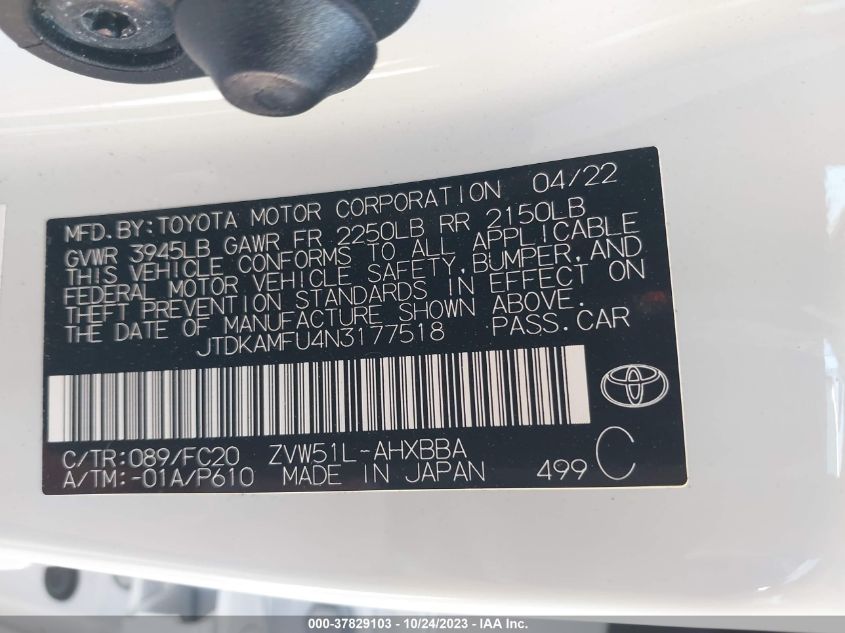 MFD. BY: TOYOTA MOTOR CORPORATION 04/22
GVWR 3945LB GAWR FR 2250LB RR 2150LB
THIS VEHICLE CONFORMS TO ALL APPLICABLE
FEDERAL MOTOR VEHICLE SAFETY, BUMPER, AND
THEFT PREVENTION STANDARDS IN EFFECT ON
THE DATE OF MANUFACTURE SHOWN ABOVE.
JTDKAMFU4N3177518 PASS. CAR
C/TR:089/FC20 ZVW51L-AHXBBA
A/TM:-01A/P610 MADE IN JAPAN 499 C
000-37829103 - 10/24/2023 - IAA Inc.